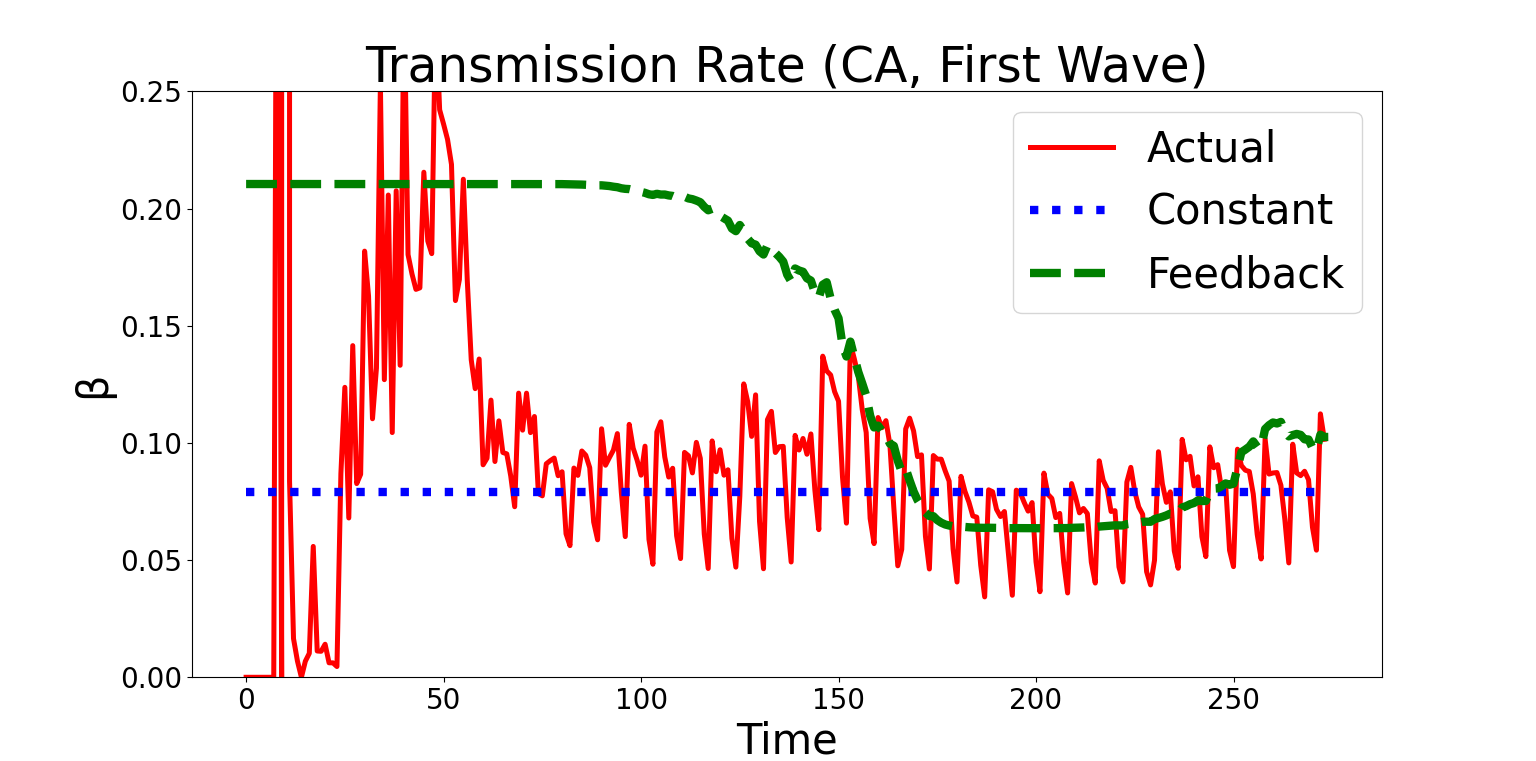 Transmission Rate (CA, First Wave)
0.25
0.20
0.15
0.10
0.05
0.00
β
0 50 100 150 200 250
Time
Actual
Constant
Feedback